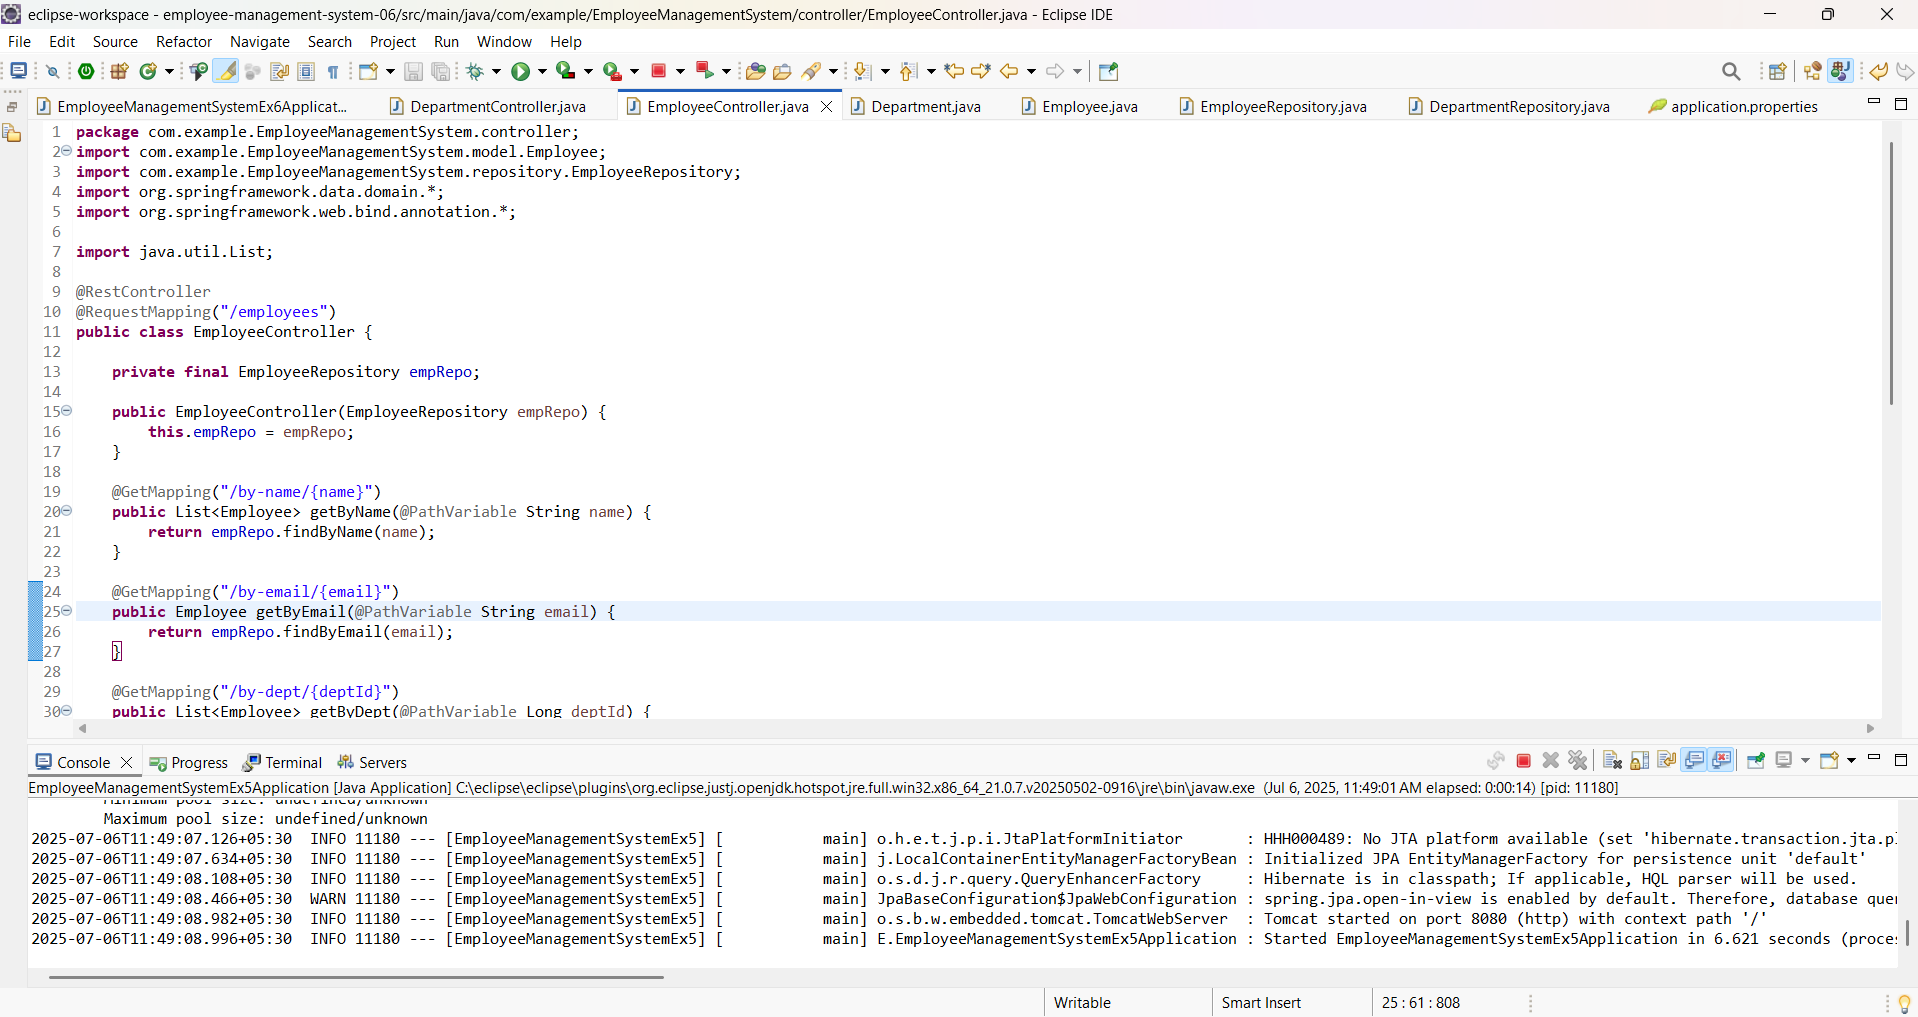 eclipse-workspace - employee-management-system-06/src/main/java/com/example/EmployeeManagementSystem/controller/EmployeeController.java - Eclipse IDE
File Edit Source Refactor Navigate Search Project Run Window Help
EmployeeManagementSystemEx6Applicat... DepartmentController.java EmployeeController.java Department.java Employee.java EmployeeRepository.java DepartmentRepository.java application.properties
1 package com.example.EmployeeManagementSystem.controller;
2 import com.example.EmployeeManagementSystem.model.Employee;
3 import com.example.EmployeeManagementSystem.repository.EmployeeRepository;
4 import org.springframework.data.domain.*;
5 import org.springframework.web.bind.annotation.*;
6
7 import java.util.List;
8
9 @RestController
10 @RequestMapping("/employees")
11 public class EmployeeController {
12
13 private final EmployeeRepository empRepo;
14
15 public EmployeeController(EmployeeRepository empRepo) {
16 this.empRepo = empRepo;
17 }
18
19 @GetMapping("/by-name/{name}")
20 public List<Employee> getByName(@PathVariable String name) {
21 return empRepo.findByName(name);
22 }
23
24 @GetMapping("/by-email/{email}")
25 public Employee getByEmail(@PathVariable String email) {
26 return empRepo.findByEmail(email);
27 }
28
29 @GetMapping("/by-dept/{deptId}")
30 public List<Employee> getByDept(@PathVariable Long deptId) {
Console Progress Terminal Servers
EmployeeManagementSystemEx5Application [Java Application] C:\eclipse\eclipse\plugins\org.eclipse.justj.openjdk.hotspot.jre.full.win32.x86_64_21.0.7.v20250502-0916\jre\bin\javaw.exe (Jul 6, 2025, 11:49:01 AM elapsed: 0:00:14) [pid: 11180]
Minimum pool size: undefined/unknown
Maximum pool size: undefined/unknown
2025-07-06T11:49:07.126+05:30 INFO 11180 --- [EmployeeManagementSystemEx5] [ main] o.h.e.t.j.p.i.JtaPlatformInitiator : HHH000489: No JTA platform available (set 'hibernate.transaction.jta.pl
2025-07-06T11:49:07.634+05:30 INFO 11180 --- [EmployeeManagementSystemEx5] [ main] j.LocalContainerEntityManagerFactoryBean : Initialized JPA EntityManagerFactory for persistence unit 'default'
2025-07-06T11:49:08.108+05:30 INFO 11180 --- [EmployeeManagementSystemEx5] [ main] o.s.d.j.r.query.QueryEnhancerFactory : Hibernate is in classpath; If applicable, HQL parser will be used.
2025-07-06T11:49:08.466+05:30 WARN 11180 --- [EmployeeManagementSystemEx5] [ main] JpaBaseConfiguration$JpaWebConfiguration : spring.jpa.open-in-view is enabled by default. Therefore, database quer
2025-07-06T11:49:08.982+05:30 INFO 11180 --- [EmployeeManagementSystemEx5] [ main] o.s.b.w.embedded.tomcat.TomcatWebServer : Tomcat started on port 8080 (http) with context path '/'
2025-07-06T11:49:08.996+05:30 INFO 11180 --- [EmployeeManagementSystemEx5] [ main] E.EmployeeManagementSystemEx5Application : Started EmployeeManagementSystemEx5Application in 6.621 seconds (proces
Writable Smart Insert 25 : 61 : 808